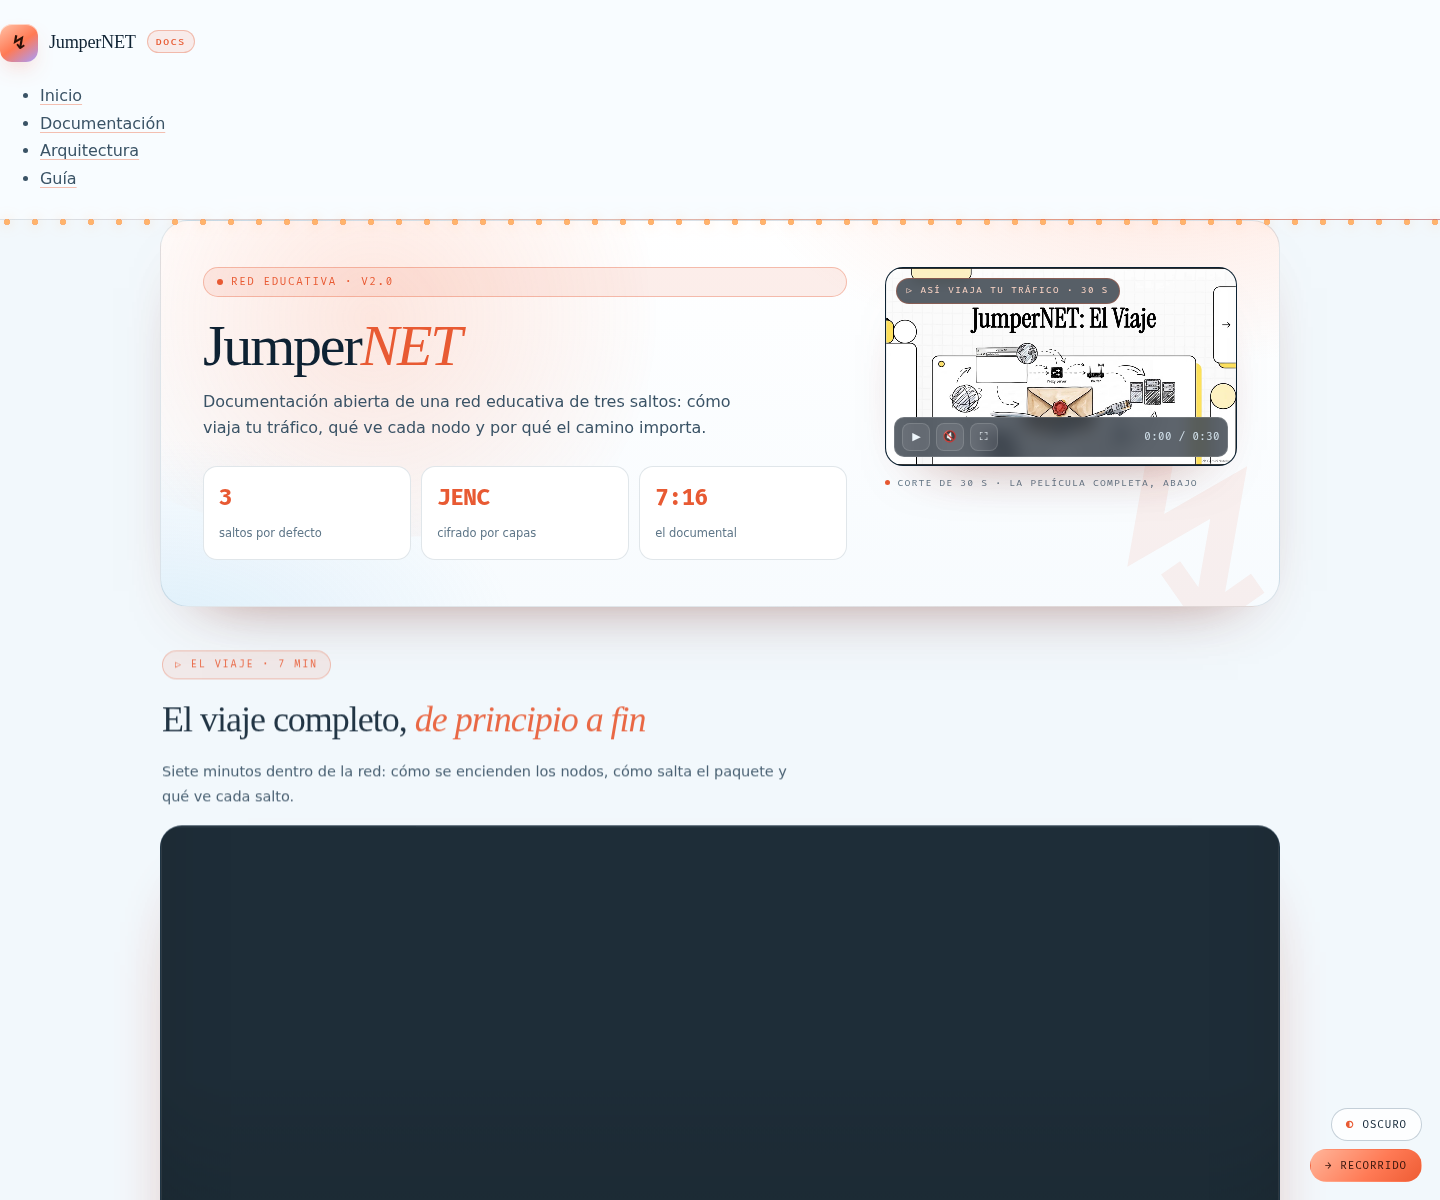 JumperNET DOCS
Inicio
Documentación
Arquitectura
Guía
RED EDUCATIVA · V2.0
JumperNET
Documentación abierta de una red educativa de tres saltos: cómo
viaja tu tráfico, qué ve cada nodo y por qué el camino importa.
3
saltos por defecto
JENC
cifrado por capas
7:16
el documental
▷ ASÍ VIAJA TU TRÁFICO · 30 S
JumperNET: El Viaje
0:00 / 0:30
CORTE DE 30 S · LA PELÍCULA COMPLETA, ABAJO
▷ EL VIAJE · 7 MIN
El viaje completo, de principio a fin
Siete minutos dentro de la red: cómo se encienden los nodos, cómo salta el paquete y
qué ve cada salto.
OSCURO
→ RECORRIDO